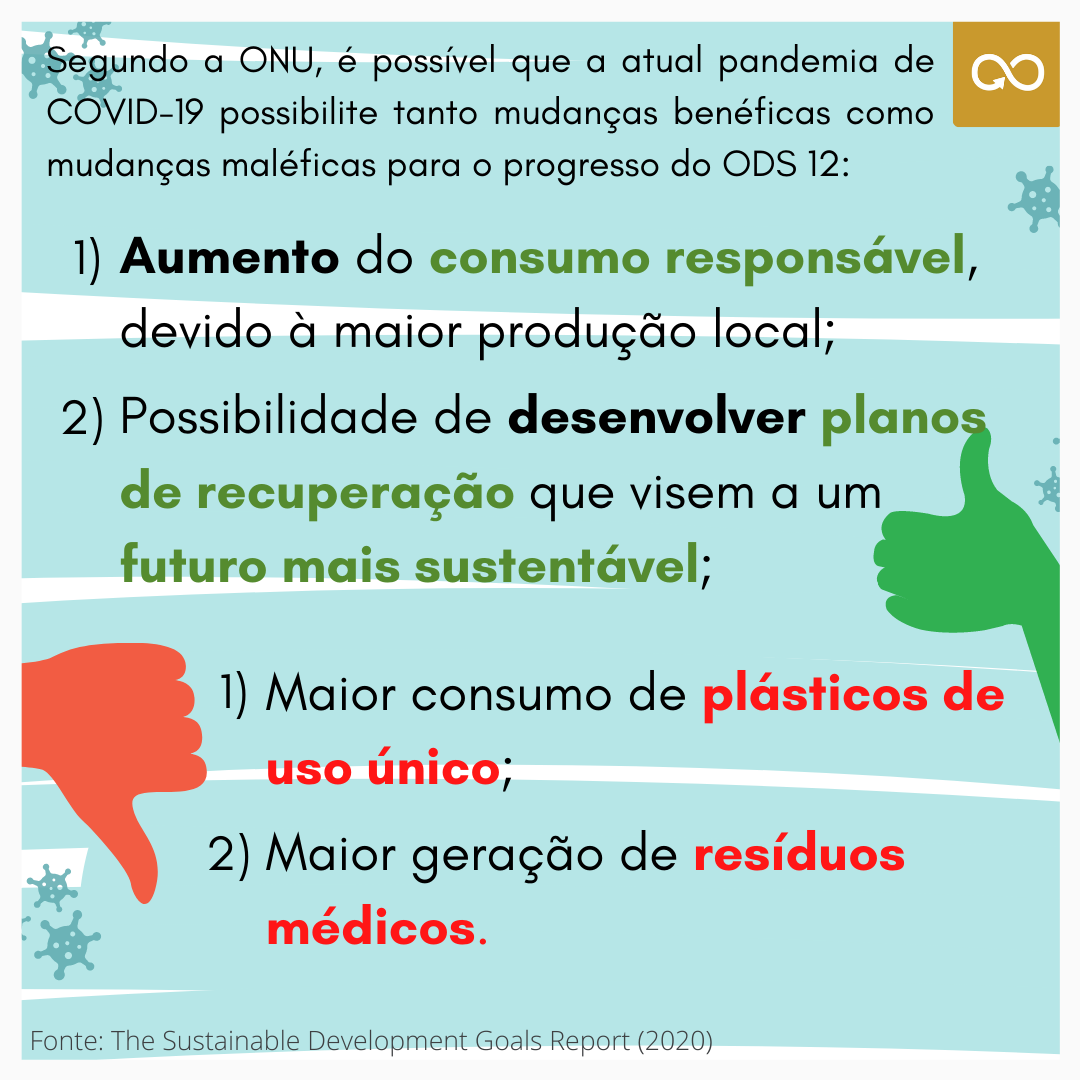 Segundo a ONU, é possível que a atual pandemia de
COVID-19 possibilite tanto mudanças benéficas como
mudanças maléficas para o progresso do ODS 12:
1) Aumento do consumo responsável,
devido à maior produção local;
2) Possibilidade de desenvolver planos
de recuperação que visem a um
futuro mais sustentável;
1) Maior consumo de plásticos de
uso único;
2) Maior geração de resíduos
médicos.
Fonte: The Sustainable Development Goals Report (2020)